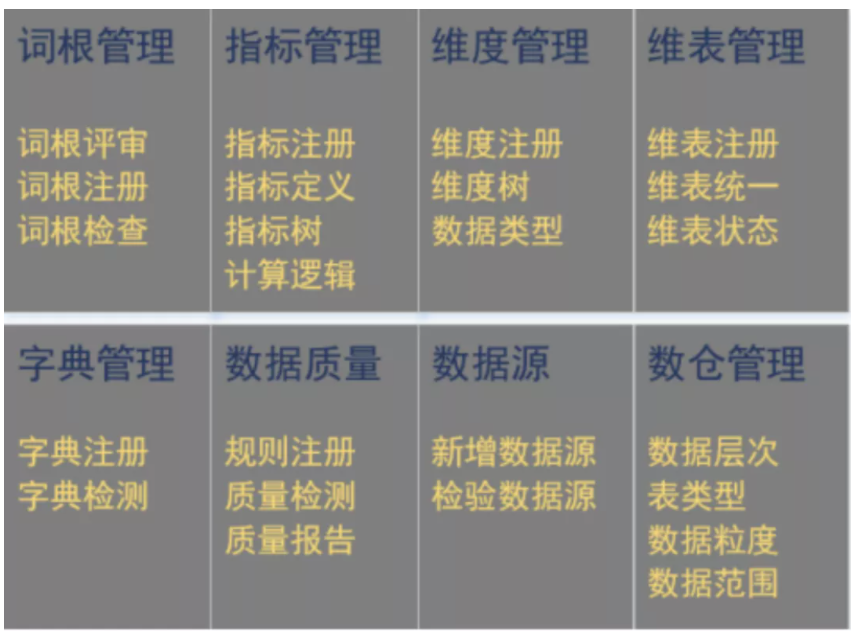 词根管理
词根评审
词根注册
词根检查
指标管理
指标注册
指标定义
指标树
计算逻辑
维度管理
维度注册
维度树
数据类型
维表管理
维表注册
维表统一
维表状态
字典管理
字典注册
字典检测
数据质量
规则注册
质量检测
质量报告
数据源
新增数据源
检验数据源
数仓管理
数据层次
表类型
数据粒度
数据范围